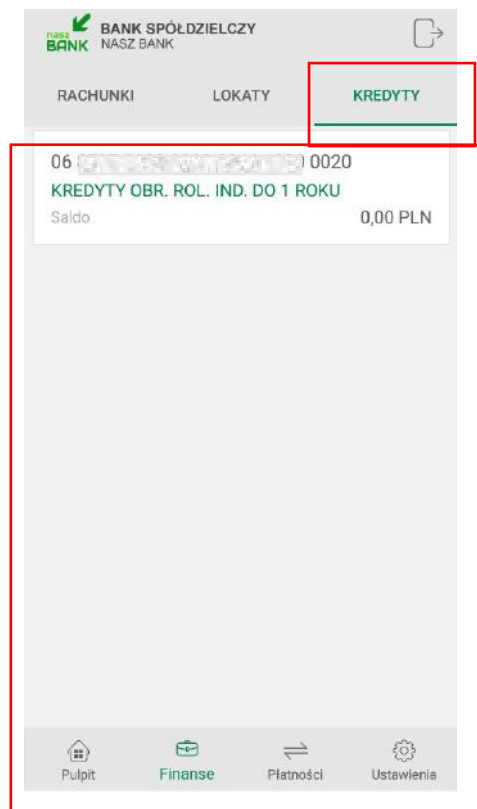 nasz BANK BANK SPÓŁDZIELCZY
NASZ BANK
RACHUNKI LOKATY KREDYTY
06 0020
KREDYTY OBR. ROL. IND. DO 1 ROKU
Saldo 0,00 PLN
Pulpit Finanse Płatności Ustawienia